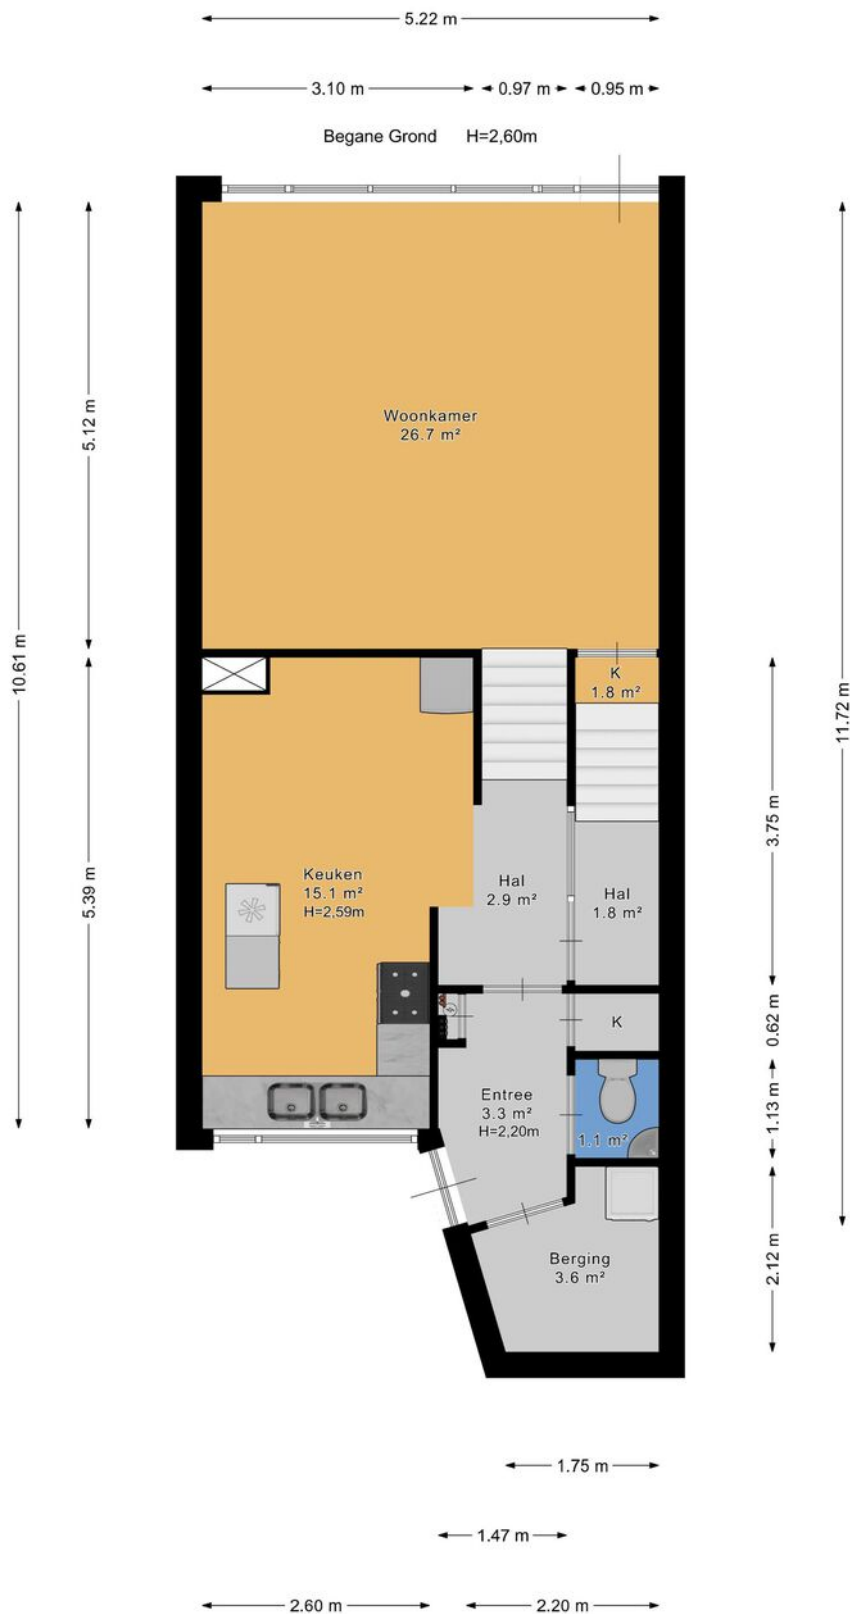 5.22 m
3.10 m
0.97 m
0.95 m
Begane Grond H=2,60m
5.12 m
10.61 m
5.39 m
11.72 m
3.75 m
0.62 m
1.13 m
2.12 m
Woonkamer
26.7 m²
K
1.8 m²
Keuken
15.1 m²
H=2,59m
Hal
2.9 m²
Hal
1.8 m²
K
Entree
3.3 m²
H=2,20m
1.1 m²
Berging
3.6 m²
1.75 m
1.47 m
2.60 m
2.20 m